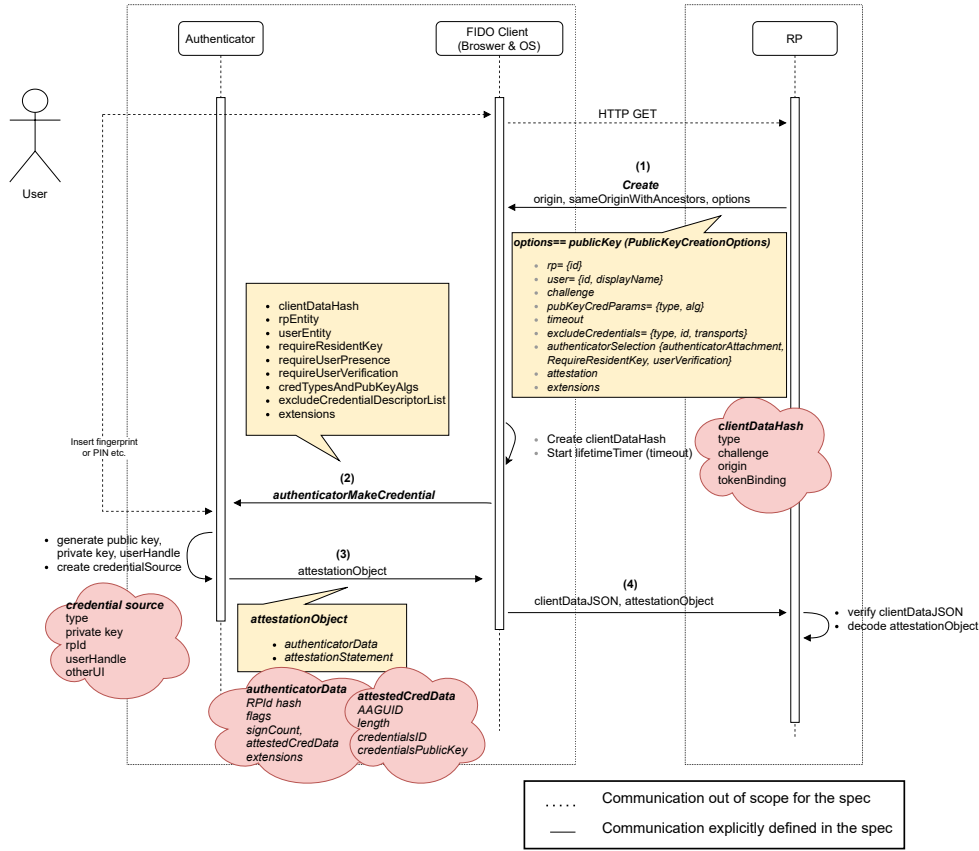 Authenticator
FIDO Client
(Broswer & OS)
RP
HTTP GET
User
(1)
Create
origin, sameOriginWithAncestors, options
options== publicKey (PublicKeyCreationOptions)
rp= {id}
user= {id, displayName}
challenge
pubKeyCredParams= {type, alg}
timeout
excludeCredentials= {type, id, transports}
authenticatorSelection {authenticatorAttachment,
RequireResidentKey, userVerification}
attestation
extensions
clientDataHash
rpEntity
userEntity
requireResidentKey
requireUserPresence
requireUserVerification
credTypesAndPubKeyAlgs
excludeCredentialDescriptorList
extensions
clientDataHash
type
challenge
origin
tokenBinding
Create clientDataHash
Start lifetimeTimer (timeout)
Insert fingerprint
or PIN etc.
(2)
authenticatorMakeCredential
generate public key,
private key, userHandle
create credentialSource
(3)
attestationObject
(4)
clientDataJSON, attestationObject
verify clientDataJSON
decode attestationObject
credential source
type
private key
rpId
userHandle
otherUI
attestationObject
authenticatorData
attestationStatement
authenticatorData
RPId hash
flags
signCount,
attestedCredData
extensions
attestedCredData
AAGUID
length
credentialsID
credentialsPublicKey
Communication out of scope for the spec
Communication explicitly defined in the spec